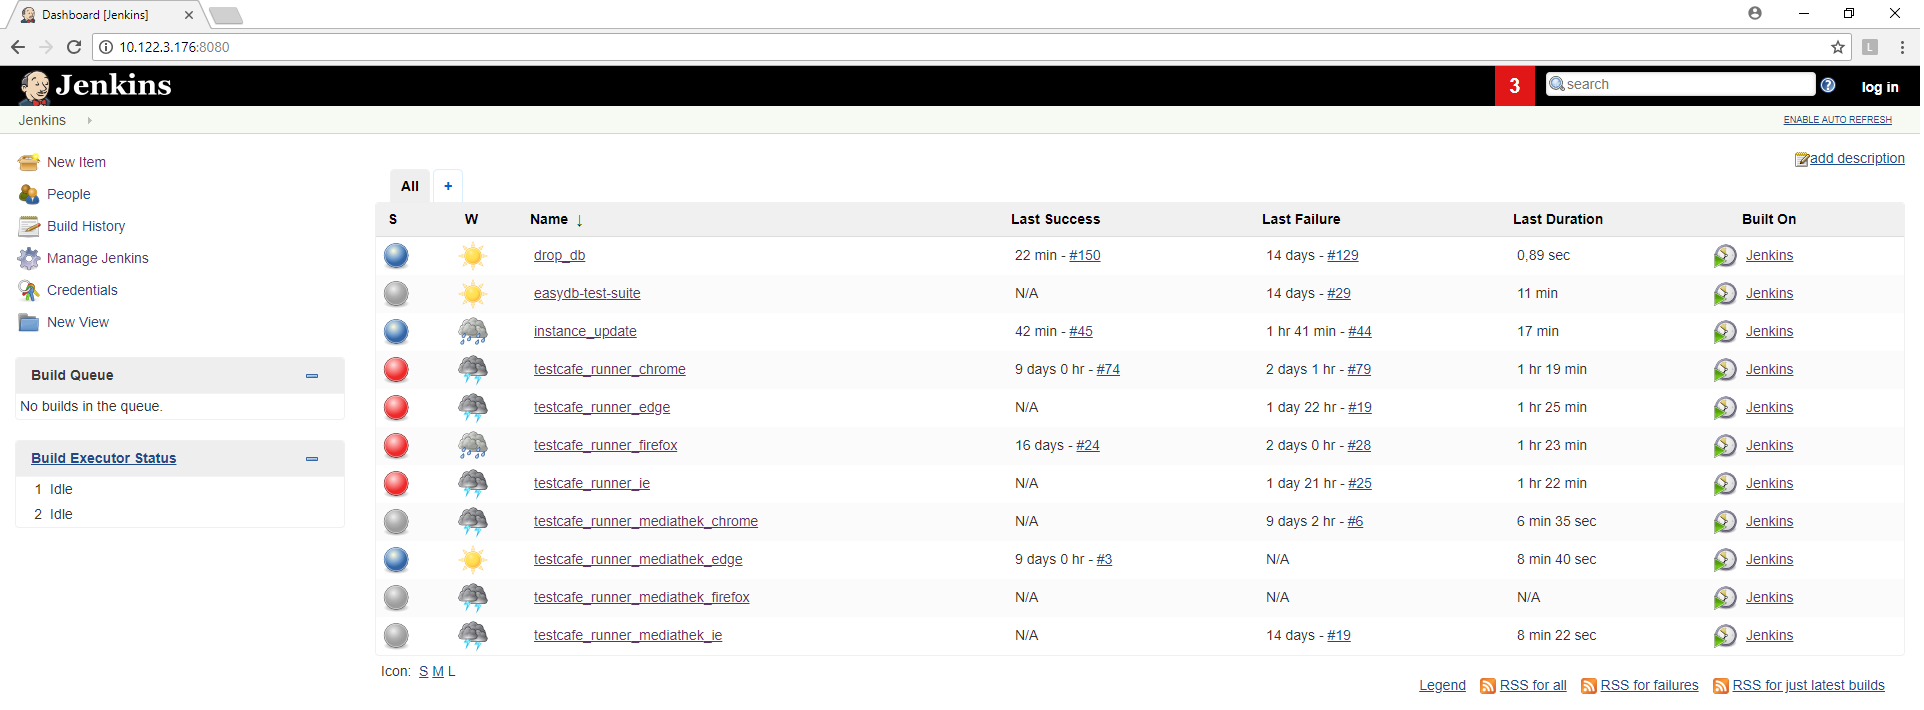 Dashboard [Jenkins]
10.122.3.176:8080
L
Jenkins
3
search
?
log in
Jenkins
ENABLE AUTO REFRESH
New Item
People
Build History
Manage Jenkins
Credentials
New View
Build Queue
No builds in the queue.
Build Executor Status
1 Idle
2 Idle
add description
All +
S W Name ↓ Last Success Last Failure Last Duration Built On
drop_db 22 min - #150 14 days - #129 0,89 sec Jenkins
easydb-test-suite N/A 14 days - #29 11 min Jenkins
instance_update 42 min - #45 1 hr 41 min - #44 17 min Jenkins
testcafe_runner_chrome 9 days 0 hr - #74 2 days 1 hr - #79 1 hr 19 min Jenkins
testcafe_runner_edge N/A 1 day 22 hr - #19 1 hr 25 min Jenkins
testcafe_runner_firefox 16 days - #24 2 days 0 hr - #28 1 hr 23 min Jenkins
testcafe_runner_ie N/A 1 day 21 hr - #25 1 hr 22 min Jenkins
testcafe_runner_mediathek_chrome N/A 9 days 2 hr - #6 6 min 35 sec Jenkins
testcafe_runner_mediathek_edge 9 days 0 hr - #3 N/A 8 min 40 sec Jenkins
testcafe_runner_mediathek_firefox N/A N/A N/A Jenkins
testcafe_runner_mediathek_ie N/A 14 days - #19 8 min 22 sec Jenkins
Icon: S M L
Legend RSS for all RSS for failures RSS for just latest builds